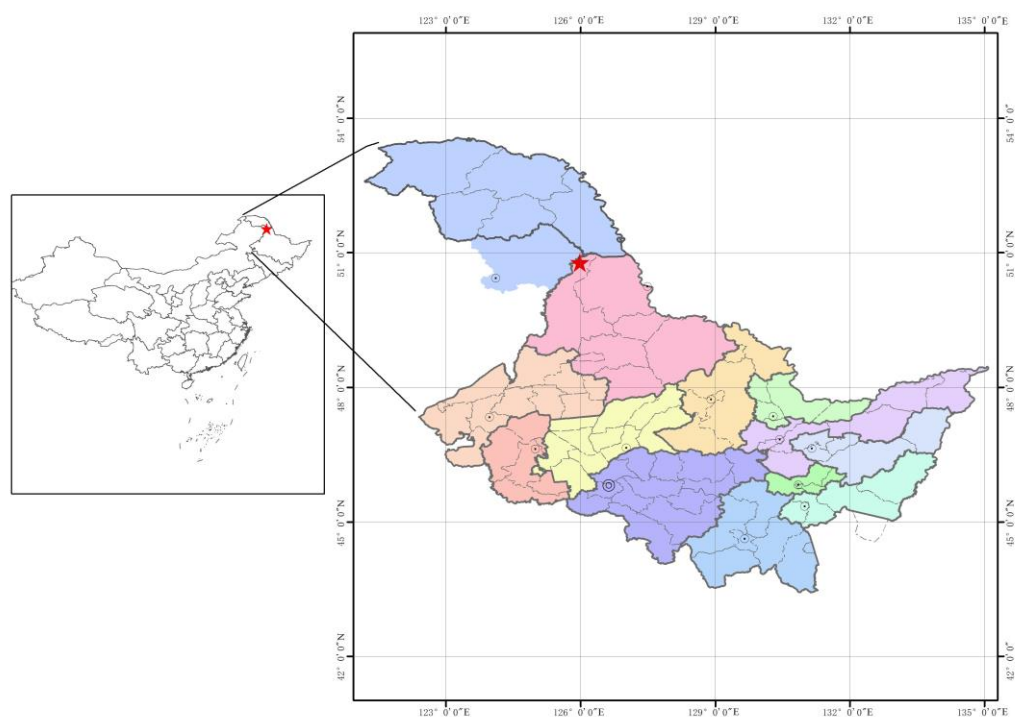 123° 0′0″E 126° 0′0″E 129° 0′0″E 132° 0′0″E 135° 0′0″E
54° 0′0″N 54° 0′0″N
51° 0′0″N 51° 0′0″N
48° 0′0″N 48° 0′0″N
45° 0′0″N 45° 0′0″N
42° 0′0″N 42° 0′0″N
123° 0′0″E 126° 0′0″E 129° 0′0″E 132° 0′0″E 135° 0′0″E